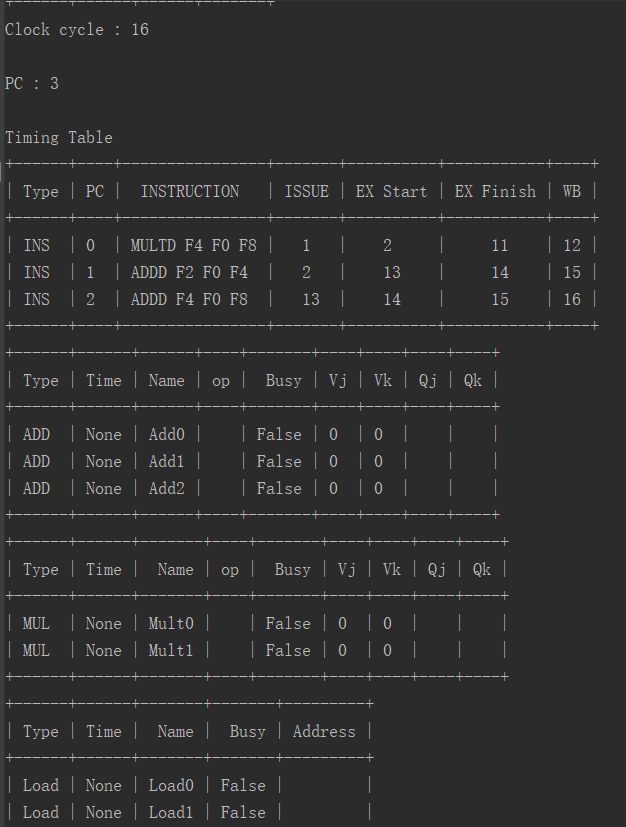 +------+------+-------+-------+
Clock cycle : 16
PC : 3
Timing Table
+------+----+----------------+-------+----------+-----------+----+
| Type | PC |  INSTRUCTION   | ISSUE | EX Start | EX Finish | WB |
+------+----+----------------+-------+----------+-----------+----+
| INS  | 0  | MULTD F4 F0 F8 |   1   |    2     |     11    | 12 |
| INS  | 1  | ADDD F2 F0 F4  |   2   |    13    |     14    | 15 |
| INS  | 2  | ADDD F4 F0 F8  |   13  |    14    |     15    | 16 |
+------+----+----------------+-------+----------+-----------+----+
+------+------+------+----+-------+----+----+----+----+
| Type | Time | Name | op |  Busy | Vj | Vk | Qj | Qk |
+------+------+------+----+-------+----+----+----+----+
| ADD  | None | Add0 |    | False | 0  | 0  |    |    |
| ADD  | None | Add1 |    | False | 0  | 0  |    |    |
| ADD  | None | Add2 |    | False | 0  | 0  |    |    |
+------+------+------+----+-------+----+----+----+----+
+------+------+-------+----+-------+----+----+----+----+
| Type | Time |  Name | op |  Busy | Vj | Vk | Qj | Qk |
+------+------+-------+----+-------+----+----+----+----+
| MUL  | None | Mult0 |    | False | 0  | 0  |    |    |
| MUL  | None | Mult1 |    | False | 0  | 0  |    |    |
+------+------+-------+----+-------+----+----+----+----+
+------+------+-------+-------+---------+
| Type | Time |  Name |  Busy | Address |
+------+------+-------+-------+---------+
| Load | None | Load0 | False |         |
| Load | None | Load1 | False |         |